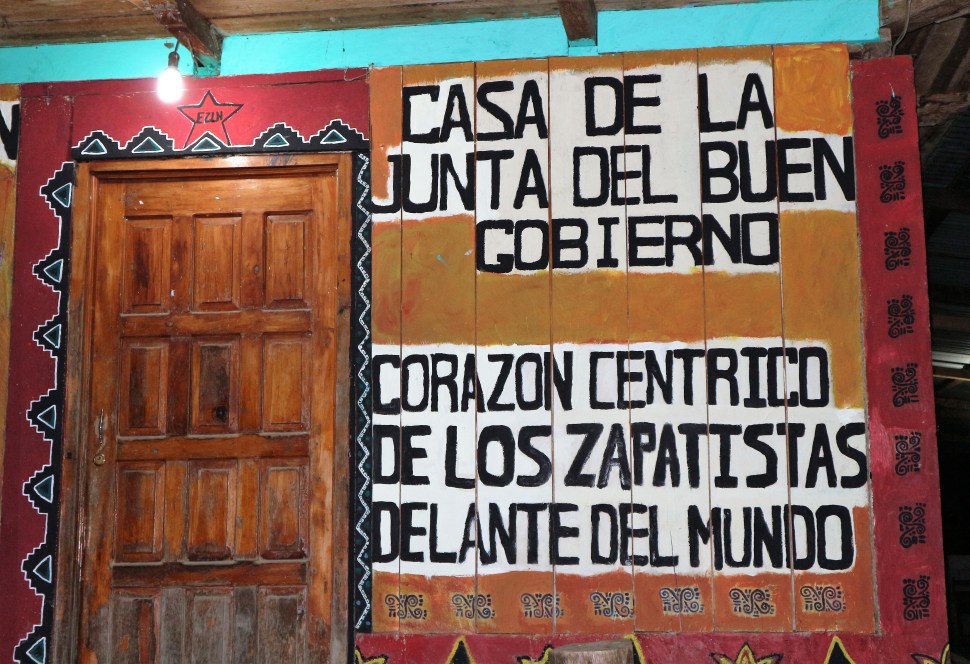 EZLN
CASA DE LA
JUNTA DEL BUEN
GOBIERNO
CORAZON CENTRICO
DE LOS ZAPATISTAS
DELANTE DEL MUNDO